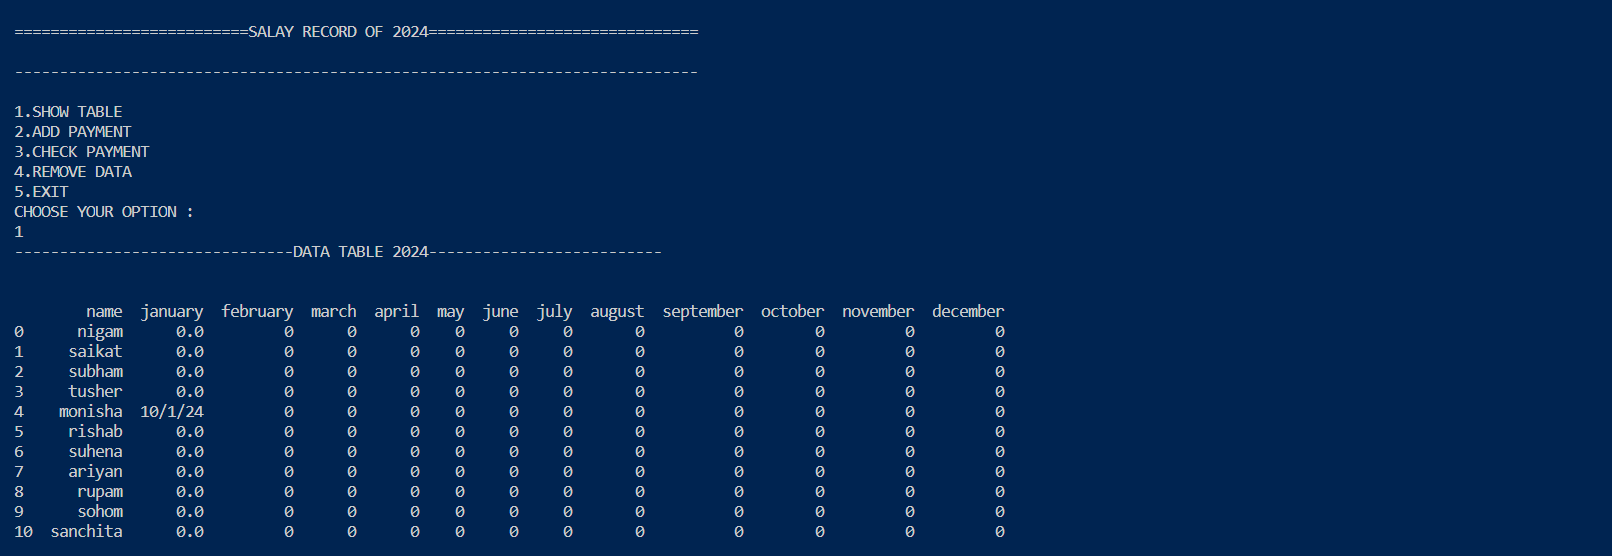 ==========================SALAY RECORD OF 2024==============================
----------------------------------------------------------------------------
1.SHOW TABLE
2.ADD PAYMENT
3.CHECK PAYMENT
4.REMOVE DATA
5.EXIT
CHOOSE YOUR OPTION :
1
-------------------------------DATA TABLE 2024--------------------------
        name  january  february  march  april  may  june  july  august  september  october  november  december
0      nigam      0.0         0      0      0    0     0     0       0          0        0         0         0
1     saikat      0.0         0      0      0    0     0     0       0          0        0         0         0
2     subham      0.0         0      0      0    0     0     0       0          0        0         0         0
3     tusher      0.0         0      0      0    0     0     0       0          0        0         0         0
4    monisha  10/1/24         0      0      0    0     0     0       0          0        0         0         0
5     rishab      0.0         0      0      0    0     0     0       0          0        0         0         0
6     suhena      0.0         0      0      0    0     0     0       0          0        0         0         0
7     ariyan      0.0         0      0      0    0     0     0       0          0        0         0         0
8      rupam      0.0         0      0      0    0     0     0       0          0        0         0         0
9      sohom      0.0         0      0      0    0     0     0       0          0        0         0         0
10  sanchita      0.0         0      0      0    0     0     0       0          0        0         0         0